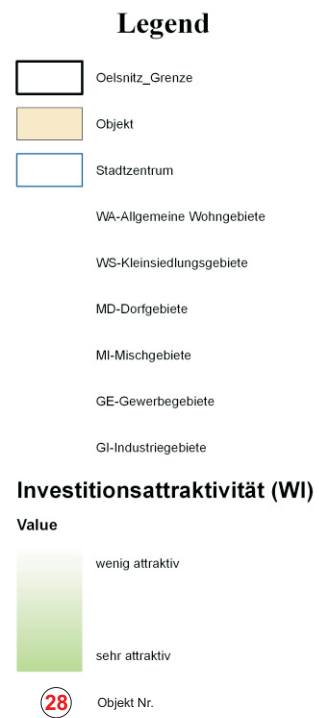 Legend
Oelsnitz_Grenze
Objekt
Stadtzentrum
WA-Allgemeine Wohngebiete
WS-Kleinsiedlungsgebiete
MD-Dorfgebiete
MI-Mischgebiete
GE-Gewerbegebiete
GI-Industriegebiete
Investitionsattraktivität (WI)
Value
wenig attraktiv
sehr attraktiv
28 Objekt Nr.